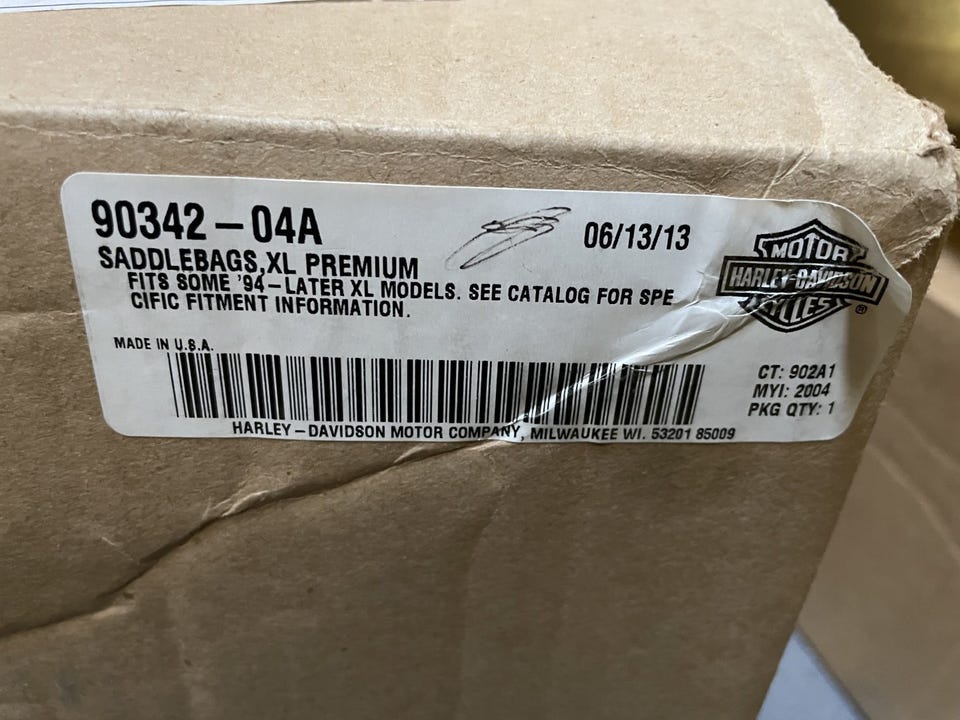 90342-04A
06/13/13
SADDLEBAGS,XL PREMIUM
FITS SOME '94-LATER XL MODELS. SEE CATALOG FOR SPE
CIFIC FITMENT INFORMATION.
MOTOR
HARLEY-DAVIDSON
CYCLES
®
MADE IN U.S.A.
CT: 902A1
MYI: 2004
PKG QTY: 1
HARLEY-DAVIDSON MOTOR COMPANY, MILWAUKEE WI. 53201 85009